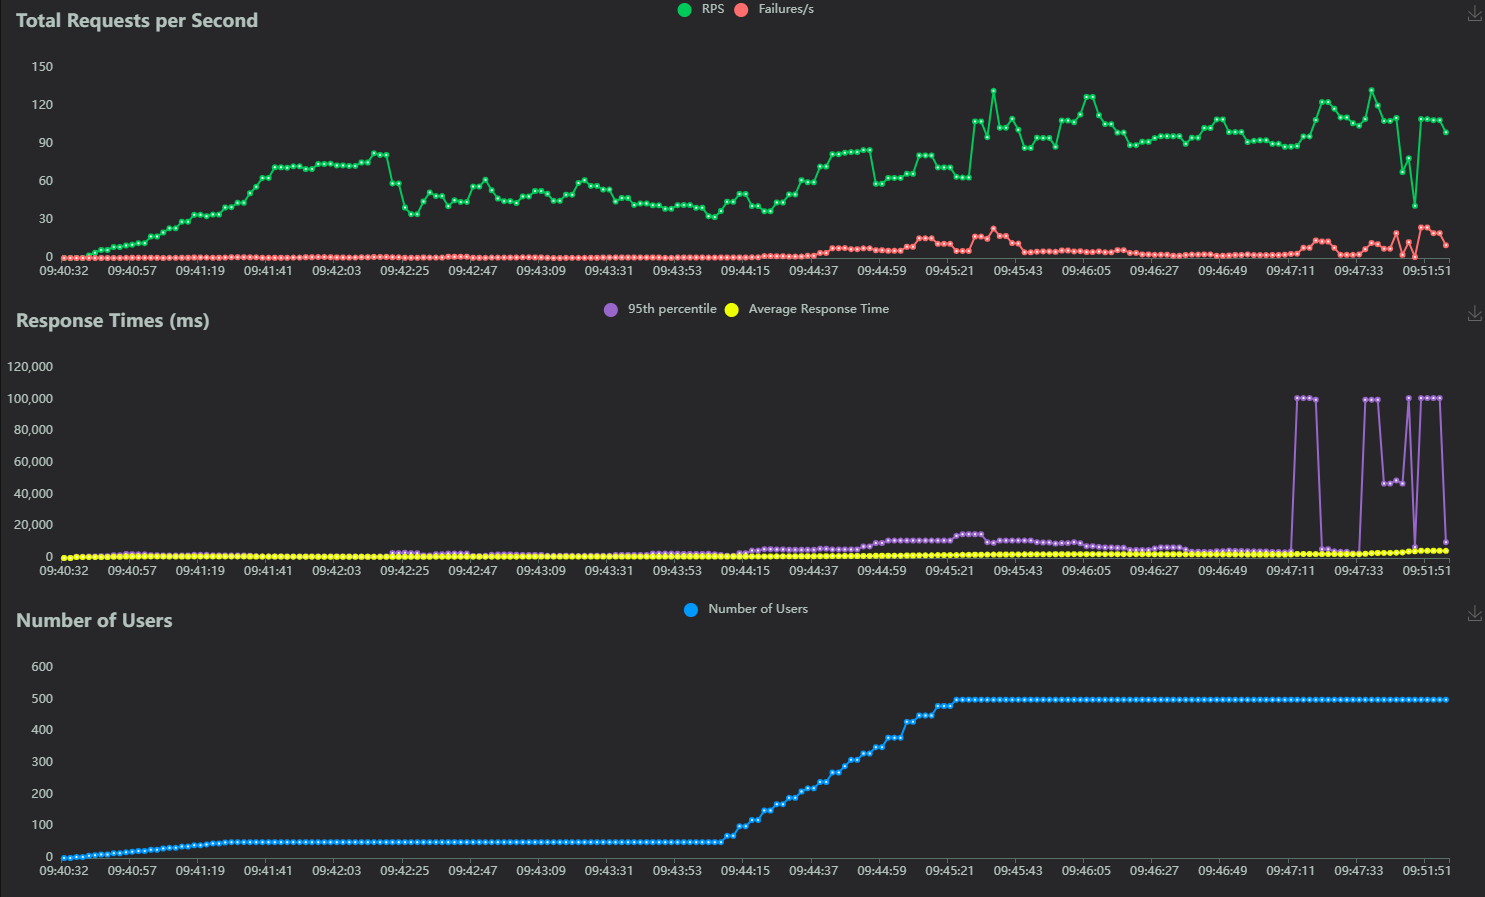 Total Requests per Second
RPS Failures/s
150
120
90
60
30
0
09:40:32 09:40:57 09:41:19 09:41:41 09:42:03 09:42:25 09:42:47 09:43:09 09:43:31 09:43:53 09:44:15 09:44:37 09:44:59 09:45:21 09:45:43 09:46:05 09:46:27 09:46:49 09:47:11 09:47:33 09:51:51
Response Times (ms)
95th percentile Average Response Time
120,000
100,000
80,000
60,000
40,000
20,000
0
09:40:32 09:40:57 09:41:19 09:41:41 09:42:03 09:42:25 09:42:47 09:43:09 09:43:31 09:43:53 09:44:15 09:44:37 09:44:59 09:45:21 09:45:43 09:46:05 09:46:27 09:46:49 09:47:11 09:47:33 09:51:51
Number of Users
Number of Users
600
500
400
300
200
100
0
09:40:32 09:40:57 09:41:19 09:41:41 09:42:03 09:42:25 09:42:47 09:43:09 09:43:31 09:43:53 09:44:15 09:44:37 09:44:59 09:45:21 09:45:43 09:46:05 09:46:27 09:46:49 09:47:11 09:47:33 09:51:51